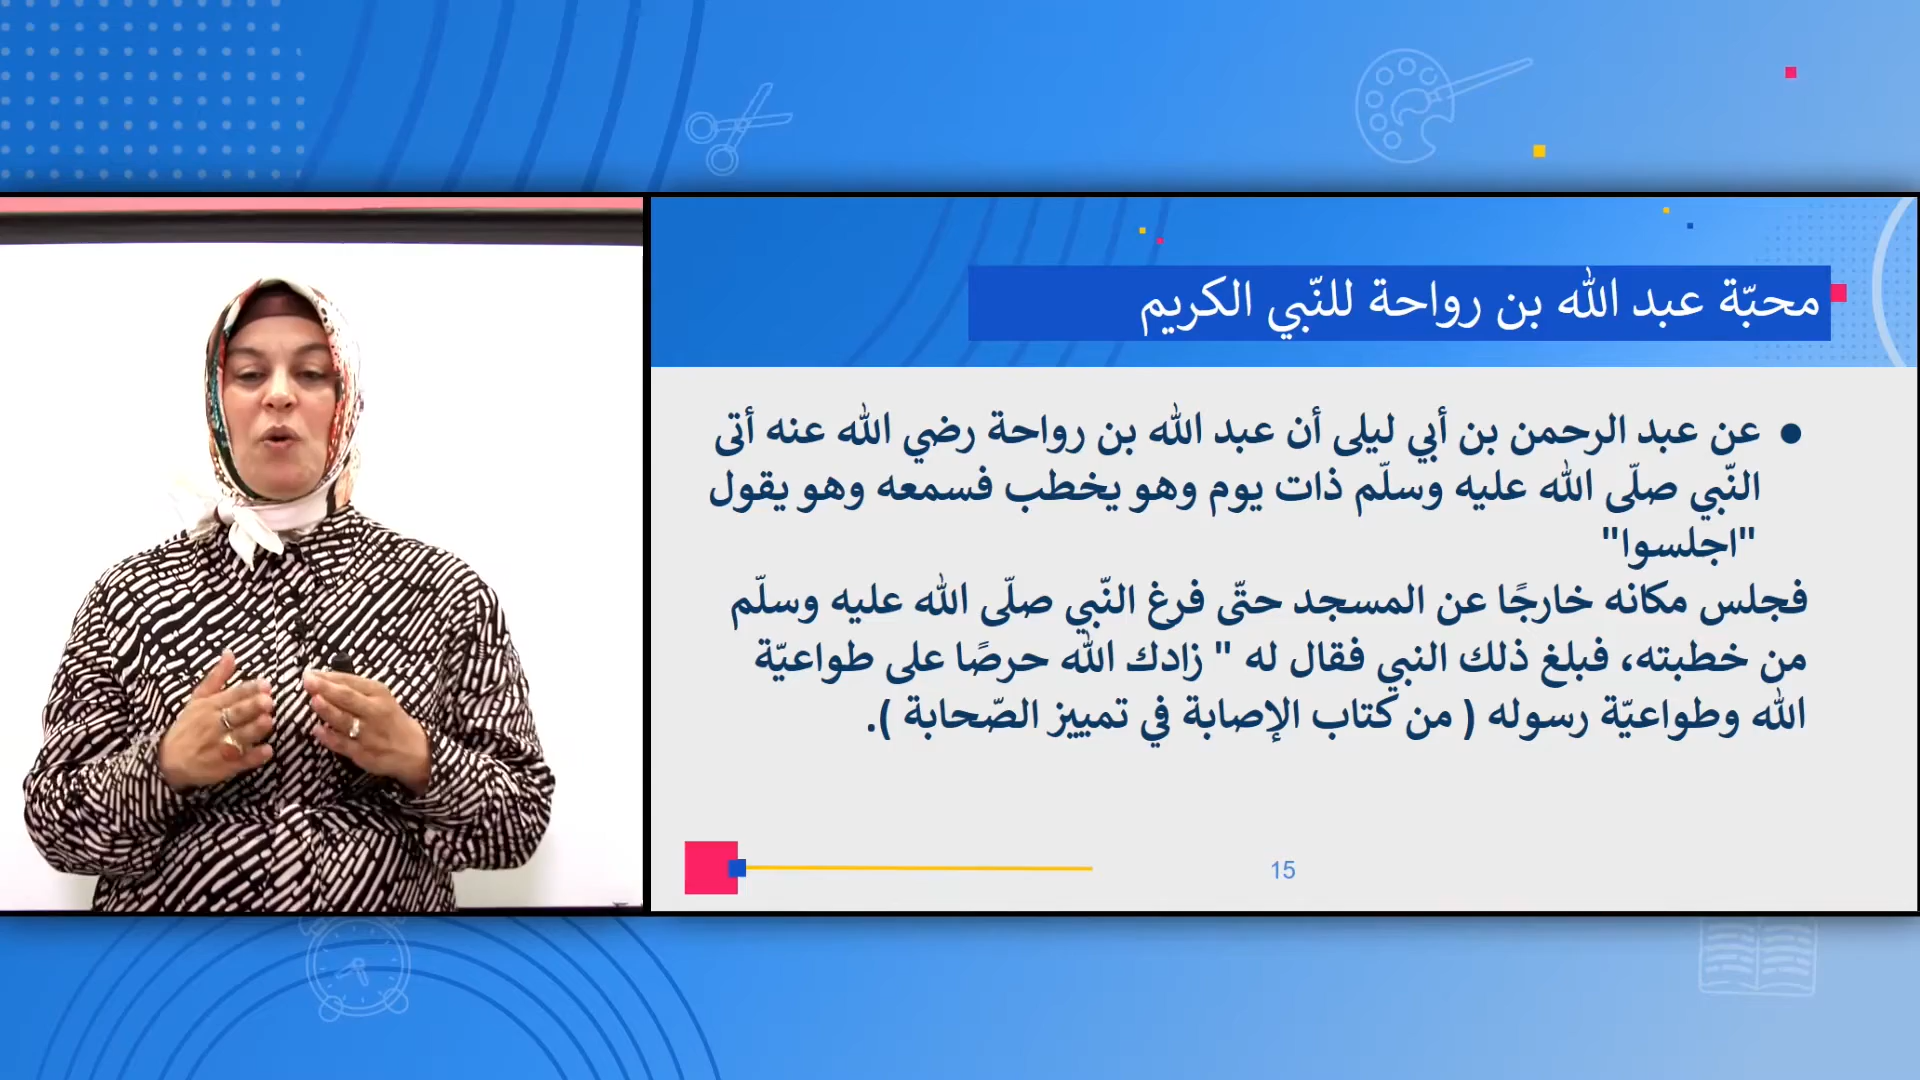 محبّة عبد الله بن رواحة للنّبي الكريم
● عن عبد الرحمن بن أبي ليلى أن عبد الله بن رواحة رضي الله عنه أتى
النّبي صلّى الله عليه وسلّم ذات يوم وهو يخطب فسمعه وهو يقول
"اجلسوا"
فجلس مكانه خارجًا عن المسجد حتّى فرغ النّبي صلّى الله عليه وسلّم
من خطبته، فبلغ ذلك النبي فقال له " زادك الله حرصًا على طواعيّة
الله وطواعيّة رسوله ( من كتاب الإصابة في تمييز الصّحابة ).
15